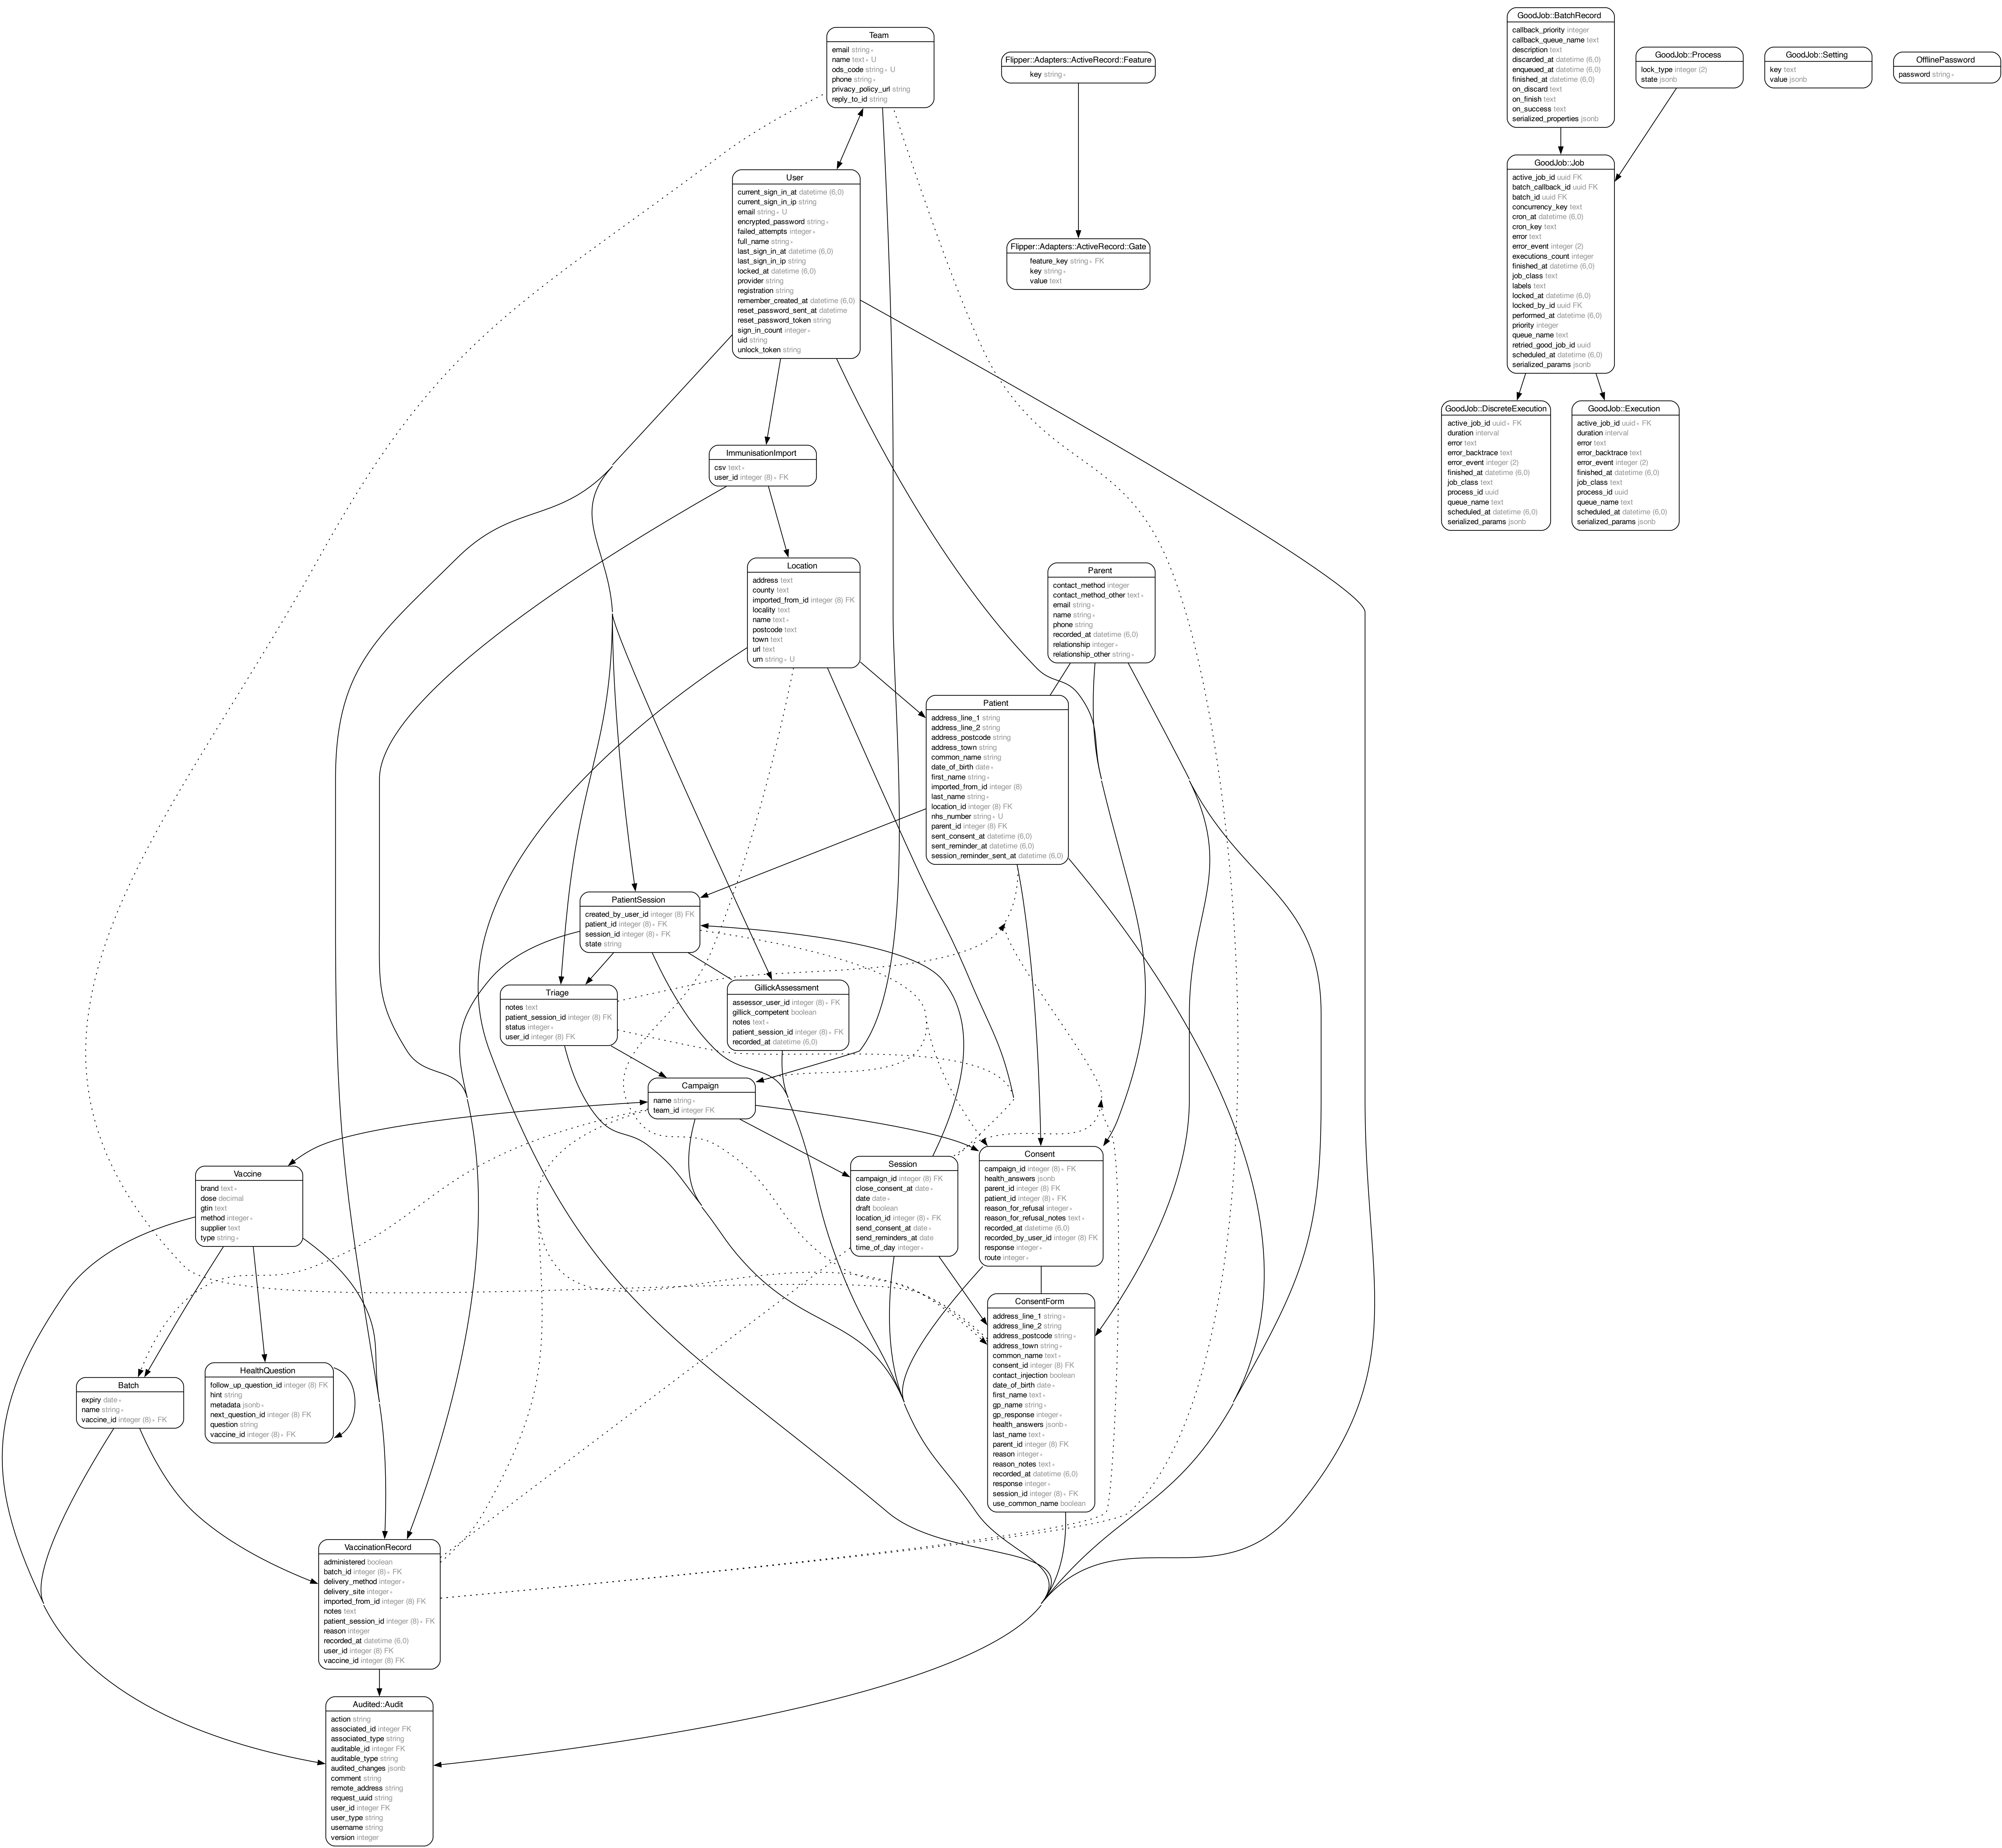 Team
email string ∗
name text ∗ U
ods_code string ∗ U
phone string ∗
privacy_policy_url string
reply_to_id string
Flipper::Adapters::ActiveRecord::Feature
key string ∗
GoodJob::BatchRecord
callback_priority integer
callback_queue_name text
description text
discarded_at datetime (6,0)
enqueued_at datetime (6,0)
finished_at datetime (6,0)
on_discard text
on_finish text
on_success text
serialized_properties jsonb
GoodJob::Process
lock_type integer (2)
state jsonb
GoodJob::Setting
key text
value jsonb
OfflinePassword
password string ∗
User
current_sign_in_at datetime (6,0)
current_sign_in_ip string
email string ∗ U
encrypted_password string ∗
failed_attempts integer ∗
full_name string ∗
last_sign_in_at datetime (6,0)
last_sign_in_ip string
locked_at datetime (6,0)
provider string
registration string
remember_created_at datetime (6,0)
reset_password_sent_at datetime
reset_password_token string
sign_in_count integer ∗
uid string
unlock_token string
Flipper::Adapters::ActiveRecord::Gate
feature_key string ∗ FK
key string ∗
value text
GoodJob::Job
active_job_id uuid FK
batch_callback_id uuid FK
batch_id uuid FK
concurrency_key text
cron_at datetime (6,0)
cron_key text
error text
error_event integer (2)
executions_count integer
finished_at datetime (6,0)
job_class text
labels text
locked_at datetime (6,0)
locked_by_id uuid FK
performed_at datetime (6,0)
priority integer
queue_name text
retried_good_job_id uuid
scheduled_at datetime (6,0)
serialized_params jsonb
GoodJob::DiscreteExecution
active_job_id uuid ∗ FK
duration interval
error text
error_backtrace text
error_event integer (2)
finished_at datetime (6,0)
job_class text
process_id uuid
queue_name text
scheduled_at datetime (6,0)
serialized_params jsonb
GoodJob::Execution
active_job_id uuid ∗ FK
duration interval
error text
error_backtrace text
error_event integer (2)
finished_at datetime (6,0)
job_class text
process_id uuid
queue_name text
scheduled_at datetime (6,0)
serialized_params jsonb
ImmunisationImport
csv text ∗
user_id integer (8) ∗ FK
Location
address text
county text
imported_from_id integer (8) FK
locality text
name text ∗
postcode text
town text
url text
urn string ∗ U
Parent
contact_method integer
contact_method_other text ∗
email string ∗
name string ∗
phone string
recorded_at datetime (6,0)
relationship integer ∗
relationship_other string ∗
Patient
address_line_1 string
address_line_2 string
address_postcode string
address_town string
common_name string
date_of_birth date ∗
first_name string ∗
imported_from_id integer (8)
last_name string ∗
location_id integer (8) FK
nhs_number string ∗ U
parent_id integer (8) FK
sent_consent_at datetime (6,0)
sent_reminder_at datetime (6,0)
session_reminder_sent_at datetime (6,0)
PatientSession
created_by_user_id integer (8) FK
patient_id integer (8) ∗ FK
session_id integer (8) ∗ FK
state string
Triage
notes text
patient_session_id integer (8) FK
status integer ∗
user_id integer (8) FK
GillickAssessment
assessor_user_id integer (8) ∗ FK
gillick_competent boolean
notes text ∗
patient_session_id integer (8) ∗ FK
recorded_at datetime (6,0)
Campaign
name string ∗
team_id integer FK
Vaccine
brand text ∗
dose decimal
gtin text
method integer ∗
supplier text
type string ∗
Session
campaign_id integer (8) FK
close_consent_at date ∗
date date ∗
draft boolean
location_id integer (8) ∗ FK
send_consent_at date ∗
send_reminders_at date
time_of_day integer ∗
Consent
campaign_id integer (8) ∗ FK
health_answers jsonb
parent_id integer (8) FK
patient_id integer (8) ∗ FK
reason_for_refusal integer ∗
reason_for_refusal_notes text ∗
recorded_at datetime (6,0)
recorded_by_user_id integer (8) FK
response integer ∗
route integer ∗
ConsentForm
address_line_1 string ∗
address_line_2 string
address_postcode string ∗
address_town string ∗
common_name text ∗
consent_id integer (8) FK
contact_injection boolean
date_of_birth date ∗
first_name text ∗
gp_name string ∗
gp_response integer ∗
health_answers jsonb ∗
last_name text ∗
parent_id integer (8) FK
reason integer ∗
reason_notes text ∗
recorded_at datetime (6,0)
response integer ∗
session_id integer (8) ∗ FK
use_common_name boolean
Batch
expiry date ∗
name string ∗
vaccine_id integer (8) ∗ FK
HealthQuestion
follow_up_question_id integer (8) FK
hint string
metadata jsonb ∗
next_question_id integer (8) FK
question string
vaccine_id integer (8) ∗ FK
VaccinationRecord
administered boolean
batch_id integer (8) ∗ FK
delivery_method integer ∗
delivery_site integer ∗
imported_from_id integer (8) FK
notes text
patient_session_id integer (8) ∗ FK
reason integer
recorded_at datetime (6,0)
user_id integer (8) FK
vaccine_id integer (8) FK
Audited::Audit
action string
associated_id integer FK
associated_type string
auditable_id integer FK
auditable_type string
audited_changes jsonb
comment string
remote_address string
request_uuid string
user_id integer FK
user_type string
username string
version integer